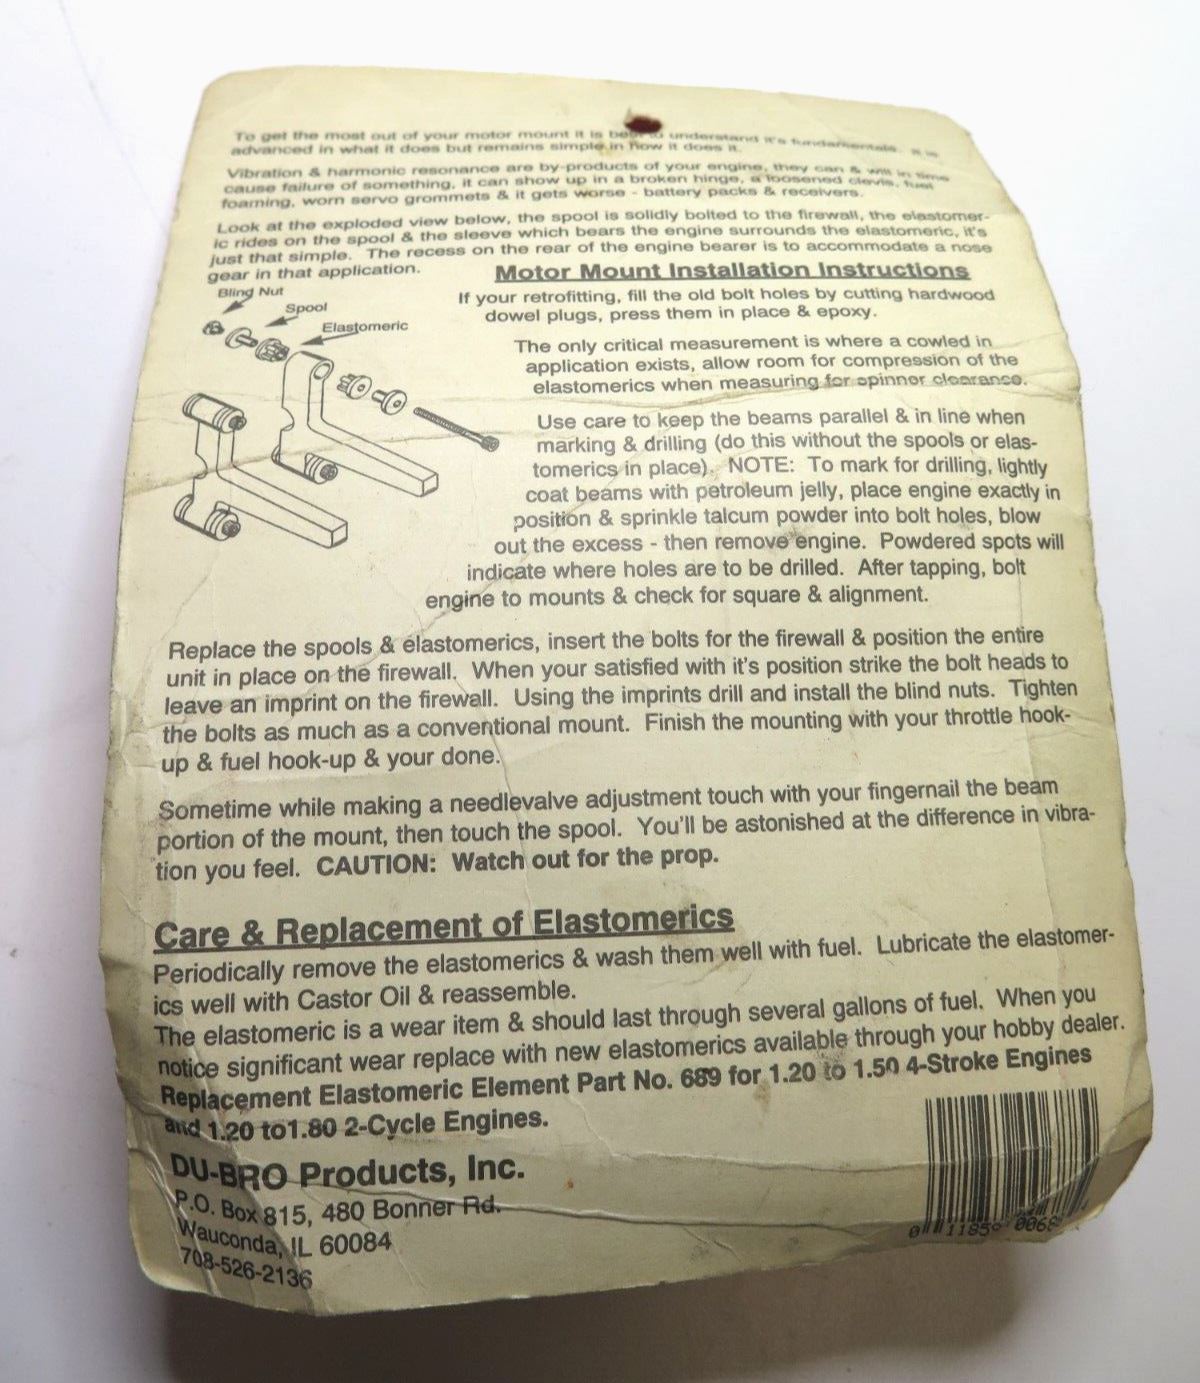 To get the most out of your motor mount it is best to understand it's fundamentals. It is
advanced in what it does but remains simple in how it does it.
Vibration & harmonic resonance are by-products of your engine, they can & will in time
cause failure of something, it can show up in a broken hinge, a loosened clevis, fuel
foaming, worn servo grommets & it gets worse - battery packs & receivers.
Look at the exploded view below, the spool is solidly bolted to the firewall, the elastomer-
ic rides on the spool & the sleeve which bears the engine surrounds the elastomeric, it's
just that simple. The recess on the rear of the engine bearer is to accommodate a nose
gear in that application.
Blind Nut
Spool
Elastomeric
Motor Mount Installation Instructions
If your retrofitting, fill the old bolt holes by cutting hardwood
dowel plugs, press them in place & epoxy.
The only critical measurement is where a cowled in
application exists, allow room for compression of the
elastomerics when measuring for spinner clearance.
Use care to keep the beams parallel & in line when
marking & drilling (do this without the spools or elas-
tomerics in place). NOTE: To mark for drilling, lightly
coat beams with petroleum jelly, place engine exactly in
position & sprinkle talcum powder into bolt holes, blow
out the excess - then remove engine. Powdered spots will
indicate where holes are to be drilled. After tapping, bolt
engine to mounts & check for square & alignment.
Replace the spools & elastomerics, insert the bolts for the firewall & position the entire
unit in place on the firewall. When your satisfied with it's position strike the bolt heads to
leave an imprint on the firewall. Using the imprints drill and install the blind nuts. Tighten
the bolts as much as a conventional mount. Finish the mounting with your throttle hook-
up & fuel hook-up & your done.
Sometime while making a needlevalve adjustment touch with your fingernail the beam
portion of the mount, then touch the spool. You'll be astonished at the difference in vibra-
tion you feel. CAUTION: Watch out for the prop.
Care & Replacement of Elastomerics
Periodically remove the elastomerics & wash them well with fuel. Lubricate the elastomer-
ics well with Castor Oil & reassemble.
The elastomeric is a wear item & should last through several gallons of fuel. When you
notice significant wear replace with new elastomerics available through your hobby dealer.
Replacement Elastomeric Element Part No. 689 for 1.20 to 1.50 4-Stroke Engines
and 1.20 to1.80 2-Cycle Engines.
DU-BRO Products, Inc.
P.O. Box 815, 480 Bonner Rd.
Wauconda, IL 60084
708-526-2136